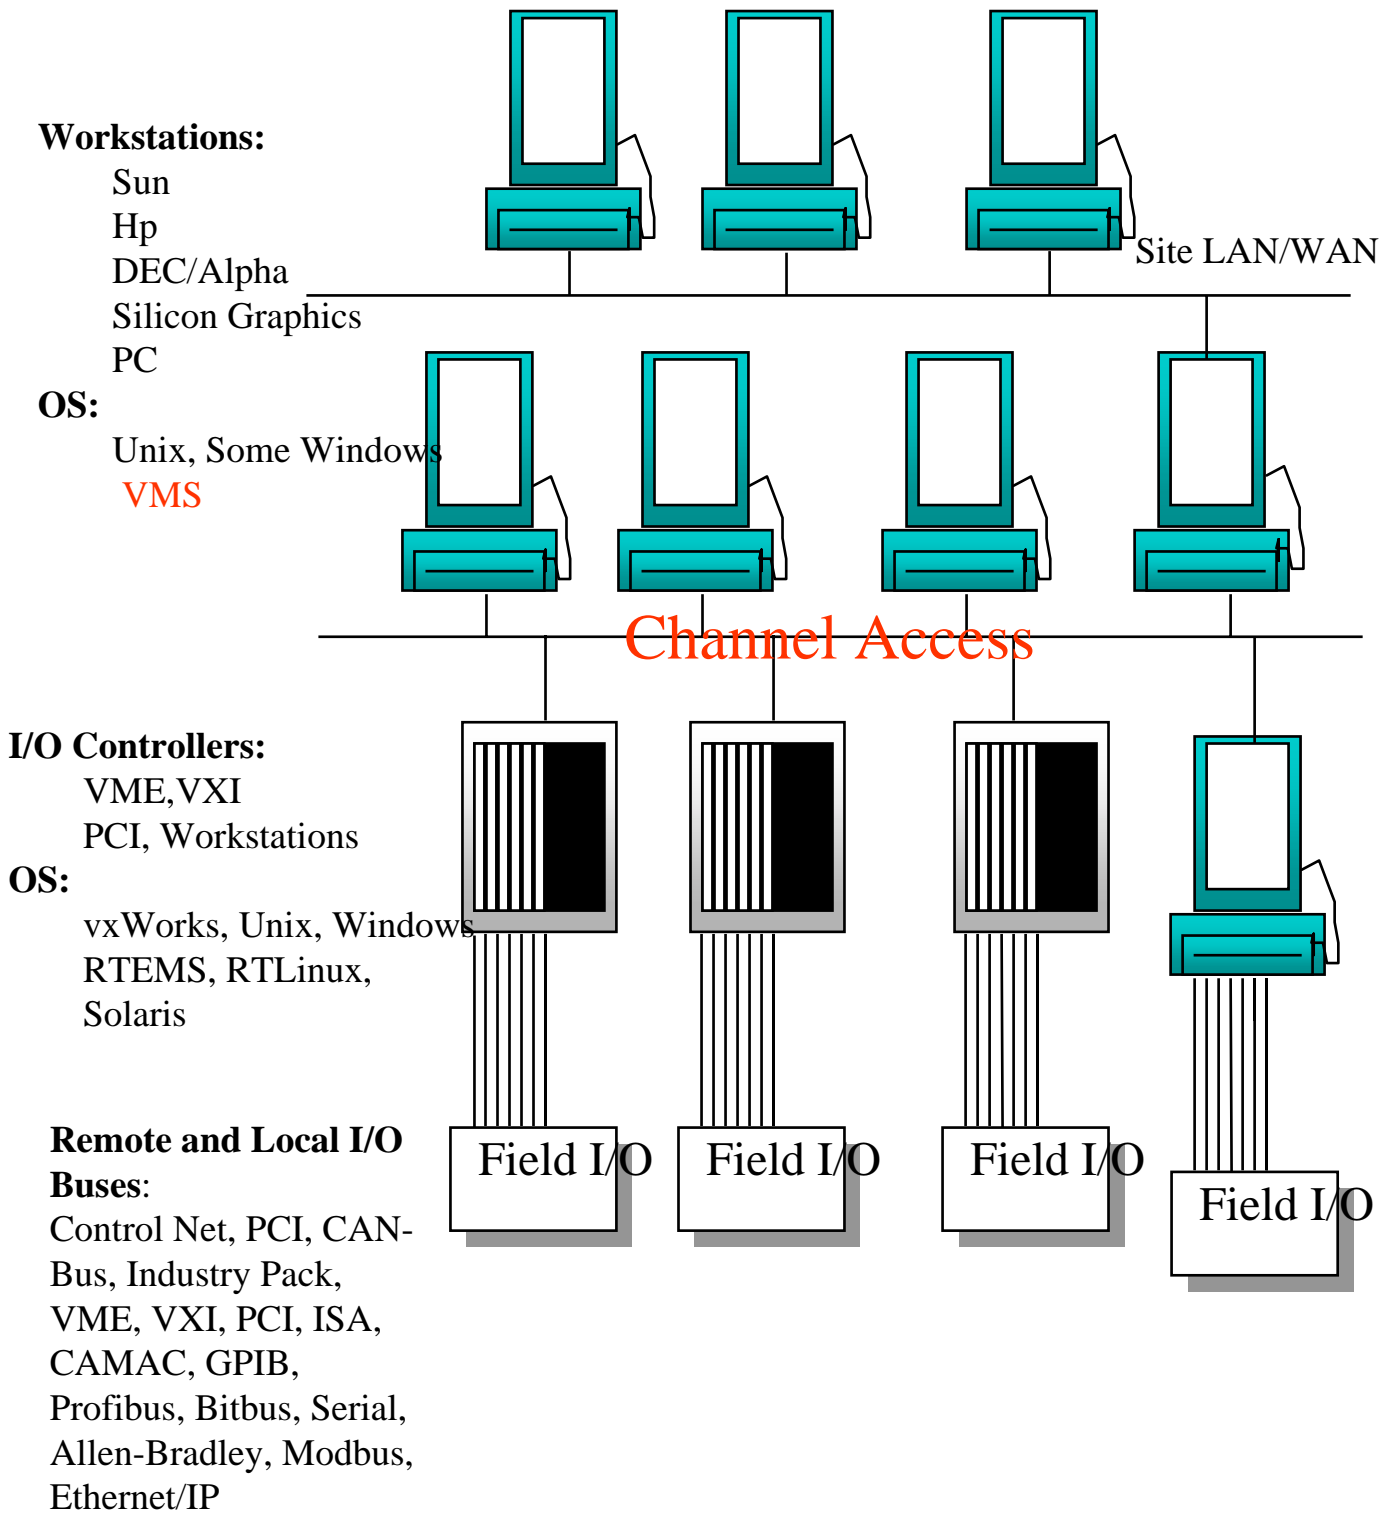 Workstations:
Sun
Hp
DEC/Alpha
Silicon Graphics
PC
OS:
Unix, Some Windows
VMS
Site LAN/WAN
Channel Access
I/O Controllers:
VME,VXI
PCI, Workstations
OS:
vxWorks, Unix, Windows
RTEMS, RTLinux,
Solaris
Remote and Local I/O
Buses:
Control Net, PCI, CAN-
Bus, Industry Pack,
VME, VXI, PCI, ISA,
CAMAC, GPIB,
Profibus, Bitbus, Serial,
Allen-Bradley, Modbus,
Ethernet/IP
Field I/O
Field I/O
Field I/O
Field I/O